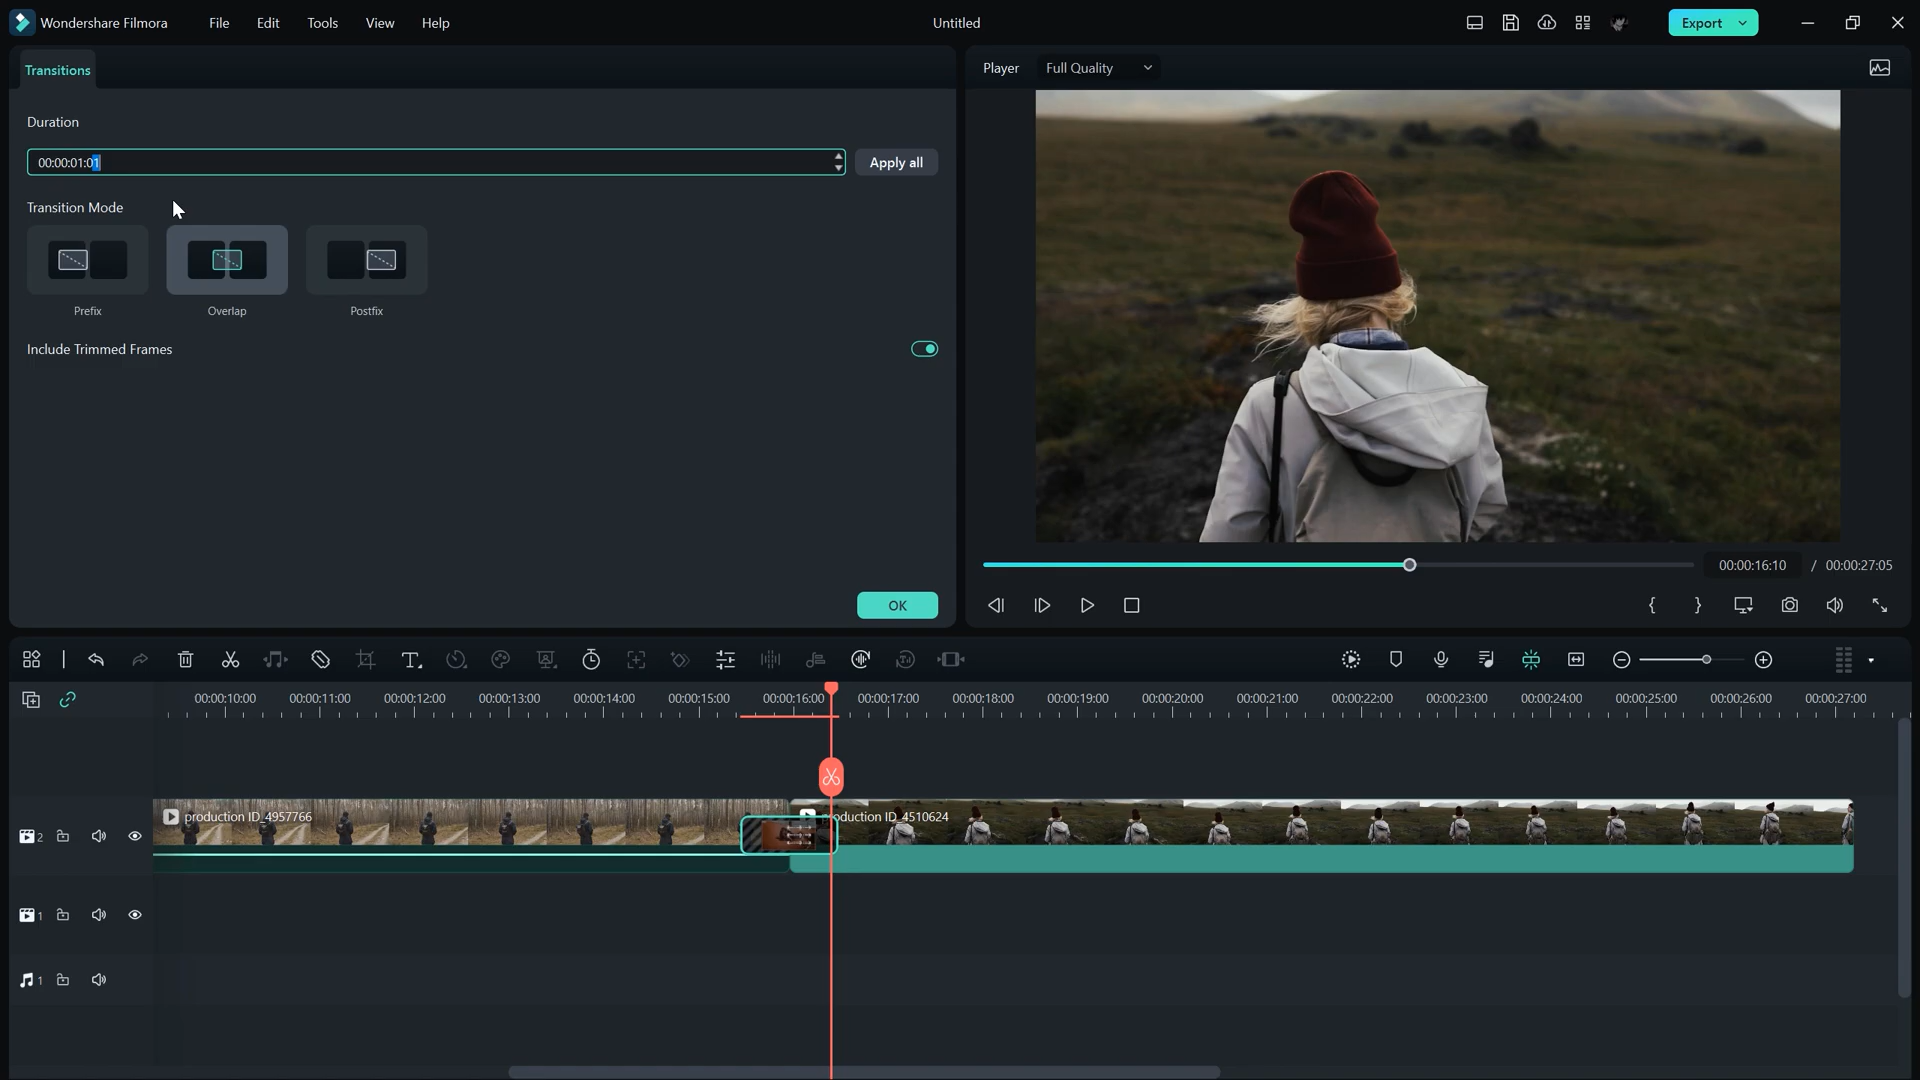 Wondershare Filmora File Edit Tools View Help Untitled Export
Transitions
Player Full Quality
Duration
00:00:01:01 Apply all
Transition Mode
Prefix Overlap Postfix
Include Trimmed Frames
OK
00:00:16:10 / 00:00:27:05
00:00:10:00 00:00:11:00 00:00:12:00 00:00:13:00 00:00:14:00 00:00:15:00 00:00:16:00 00:00:17:00 00:00:18:00 00:00:19:00 00:00:20:00 00:00:21:00 00:00:22:00 00:00:23:00 00:00:24:00 00:00:25:00 00:00:26:00 00:00:27:00
production ID_4957766 oduction ID_4510624
2
1
1